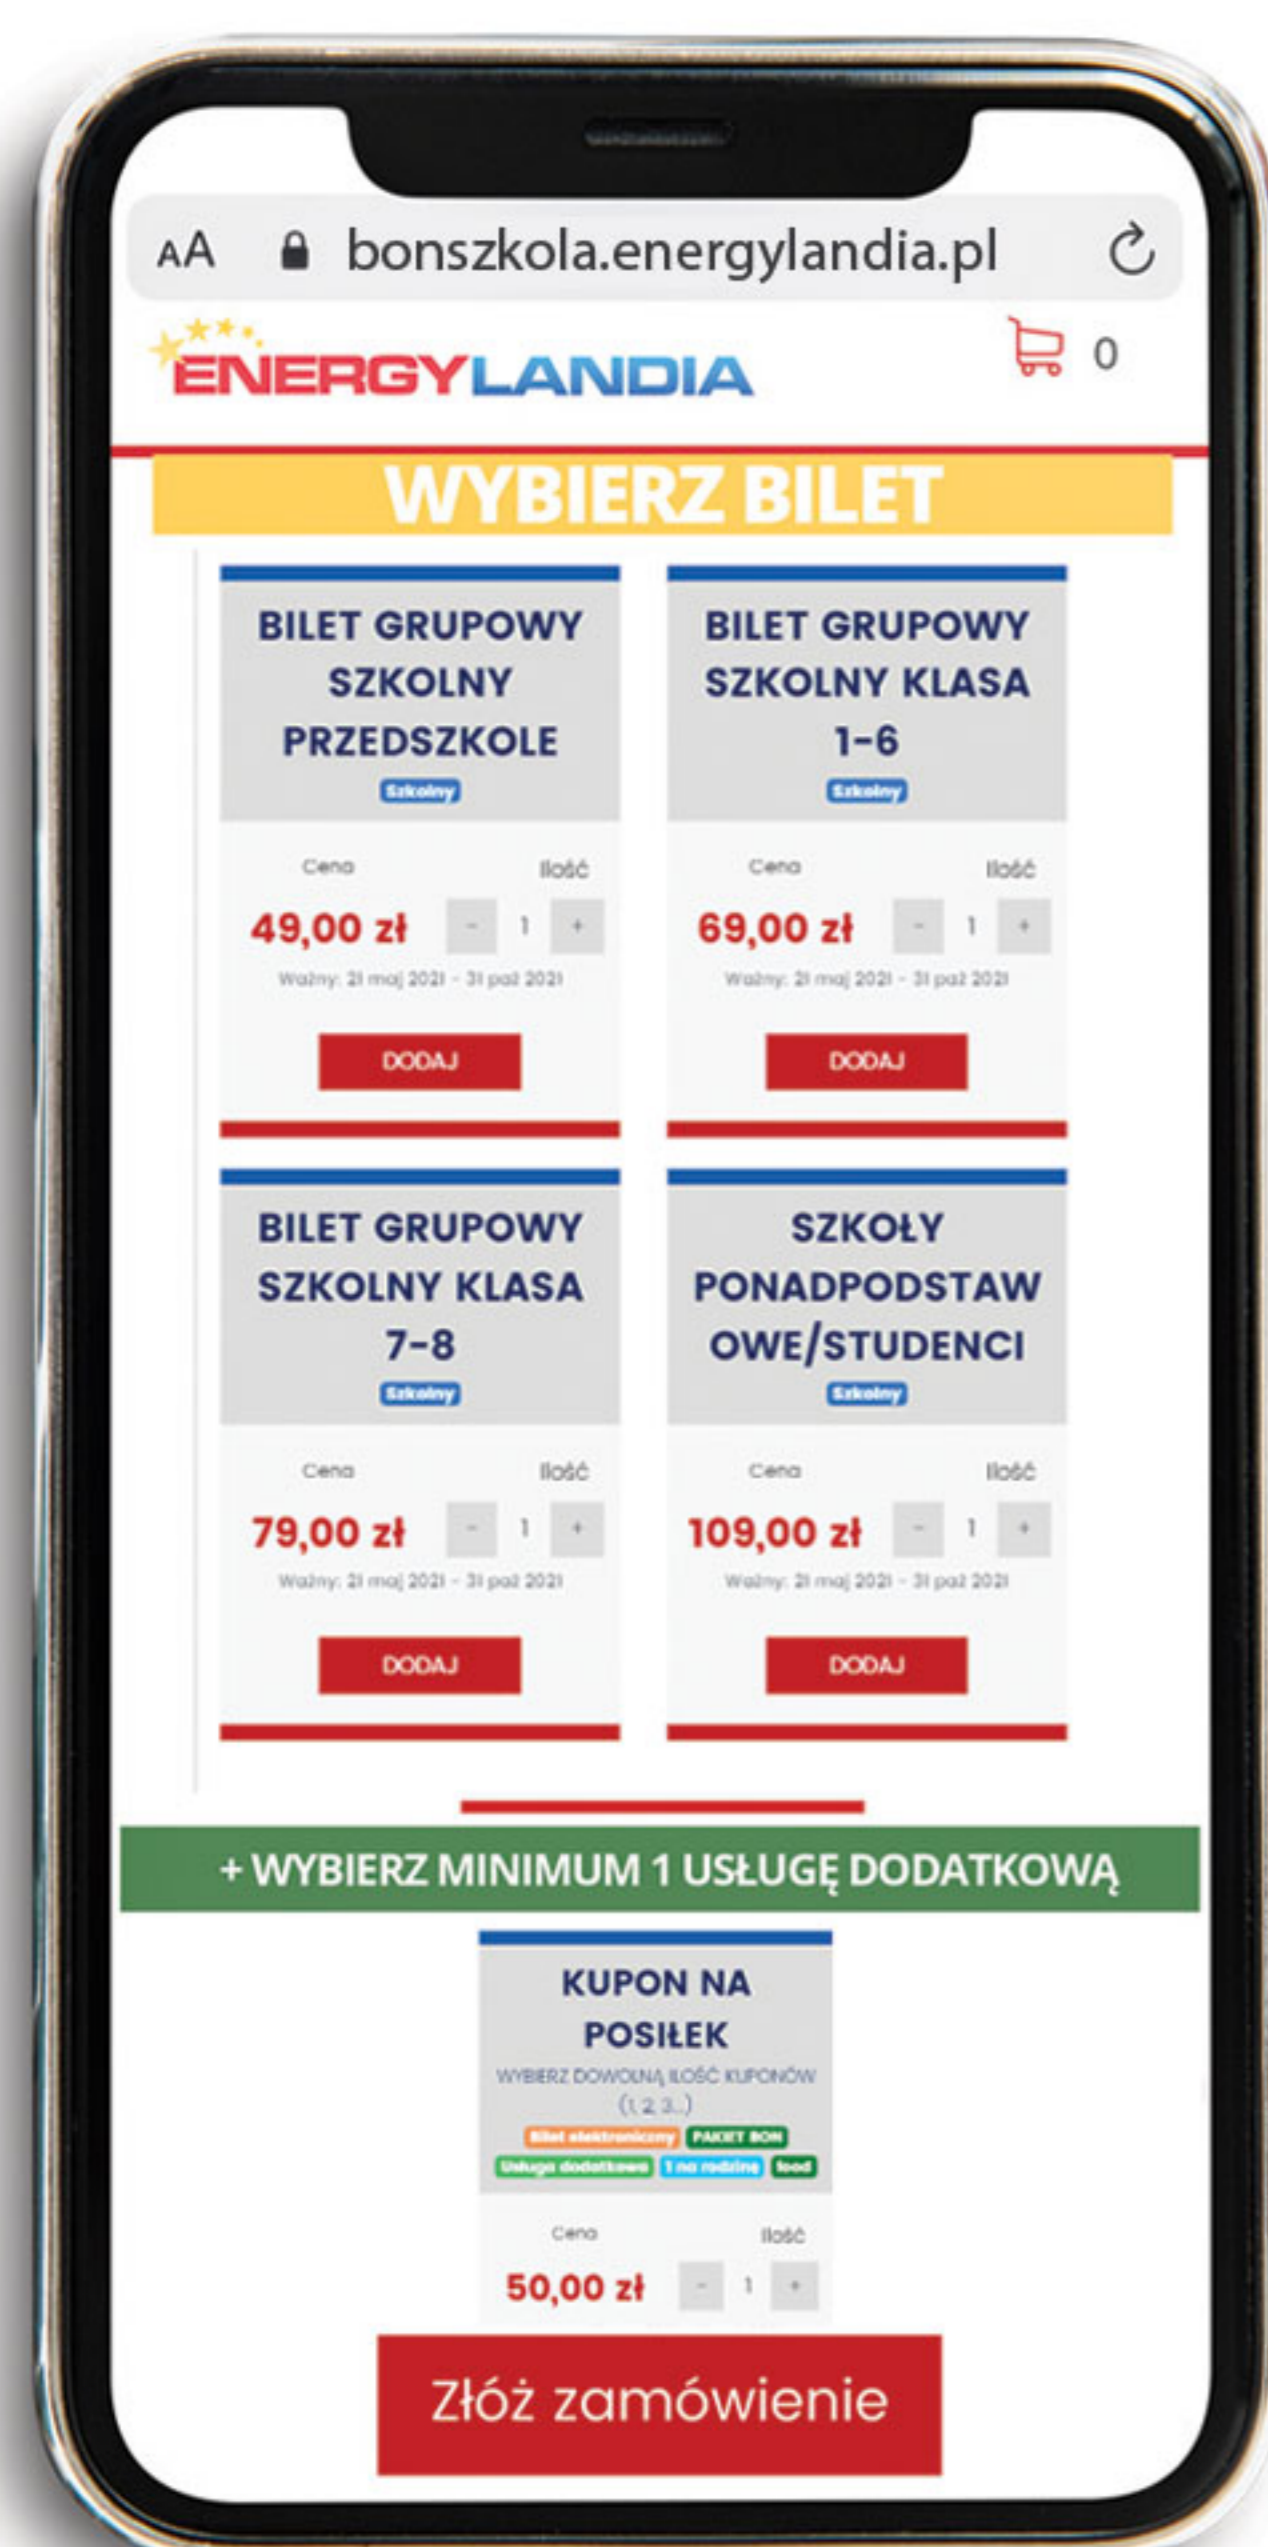 AA bonszkola.energylandia.pl
ENERGYLANDIA 0
WYBIERZ BILET
BILET GRUPOWY
SZKOLNY
PRZEDSZKOLE
Szkolny
Cena Ilość
49,00 zł - 1 +
Ważny: 21 maj 2021 - 31 paź 2021
DODAJ
BILET GRUPOWY
SZKOLNY KLASA
1-6
Szkolny
Cena Ilość
69,00 zł - 1 +
Ważny: 21 maj 2021 - 31 paź 2021
DODAJ
BILET GRUPOWY
SZKOLNY KLASA
7-8
Szkolny
Cena Ilość
79,00 zł - 1 +
Ważny: 21 maj 2021 - 31 paź 2021
DODAJ
SZKOŁY
PONADPODSTAW
OWE/STUDENCI
Szkolny
Cena Ilość
109,00 zł - 1 +
Ważny: 21 maj 2021 - 31 paź 2021
DODAJ
+ WYBIERZ MINIMUM 1 USŁUGĘ DODATKOWĄ
KUPON NA
POSIŁEK
WYBIERZ DOWOLNĄ ILOŚĆ KUPONÓW
(1, 2, 3...)
Bilet elektroniczny PAKIET BON
Usługa dodatkowa 1 na rodzinę food
Cena Ilość
50,00 zł - 1 +
Złóż zamówienie